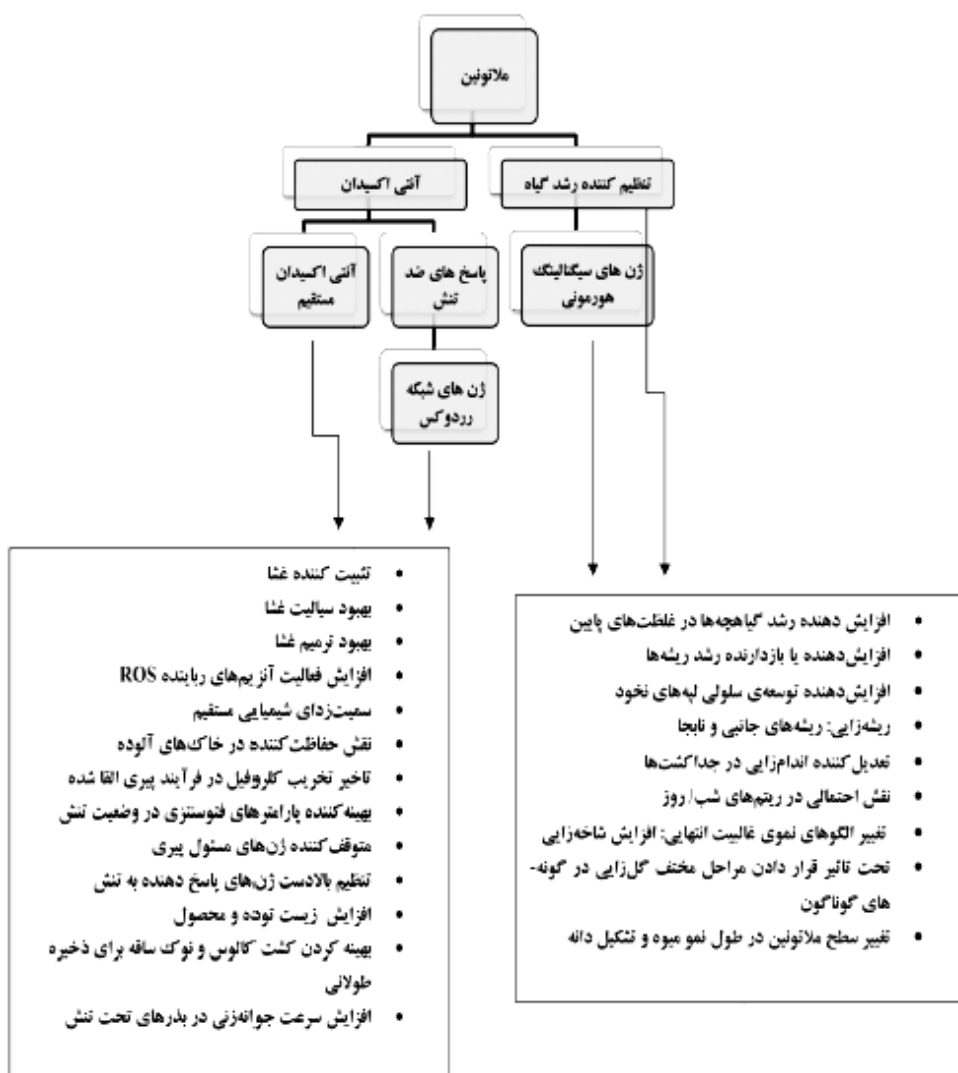 ملاتونین
تنظیم کننده رشد گیاه
آنتی اکسیدان
ژن های سیگنالینگ
هورمونی
پاسخ های ضد
تنش
آنتی اکسیدان
مستقیم
ژن های شبکه
رردوکس
• افزایش دهنده رشد گیاهچه‌ها در غلظت‌های پایین
• افزایش‌دهنده یا بازدارنده رشد ریشه‌ها
• افزایش‌دهنده توسعه‌ی سلولی لپه‌های نخود
• ریشه‌زایی: ریشه‌های جانبی و نابجا
• تعدیل‌کننده اندام‌زایی در جداکشت‌ها
• نقش احتمالی در ریتم‌های شب/ روز
• تغییر الگوهای نموی غالبیت انتهایی: افزایش شاخه‌زایی
• تحت تاثیر قرار دادن مراحل مختف گل‌زایی در گونه-
های گوناگون
• تغییر سطح ملاتونین در طول نمو میوه و تشکیل دانه
• تثبیت کننده غشا
• بهبود سیالیت غشا
• بهبود ترمیم غشا
• افزایش فعالیت آنزیم‌های رباینده ROS
• سمیت‌زدای شیمیایی مستقیم
• نقش حفاظت‌کننده در خاک‌های آلوده
• تاخیر تخریب کلروفیل در فرآیند پیری القا شده
• بهینه‌کننده پارامترهای فتوسنتزی در وضعیت تنش
• متوقف‌کننده ژن‌های مسئول پیری
• تنظیم بالادست ژن‌های پاسخ دهنده به تنش
• افزایش زیست توده و محصول
• بهینه کردن کشت کالوس و نوک ساقه برای ذخیره
طولانی
• افزایش سرعت جوانه‌زنی در بذرهای تحت تنش